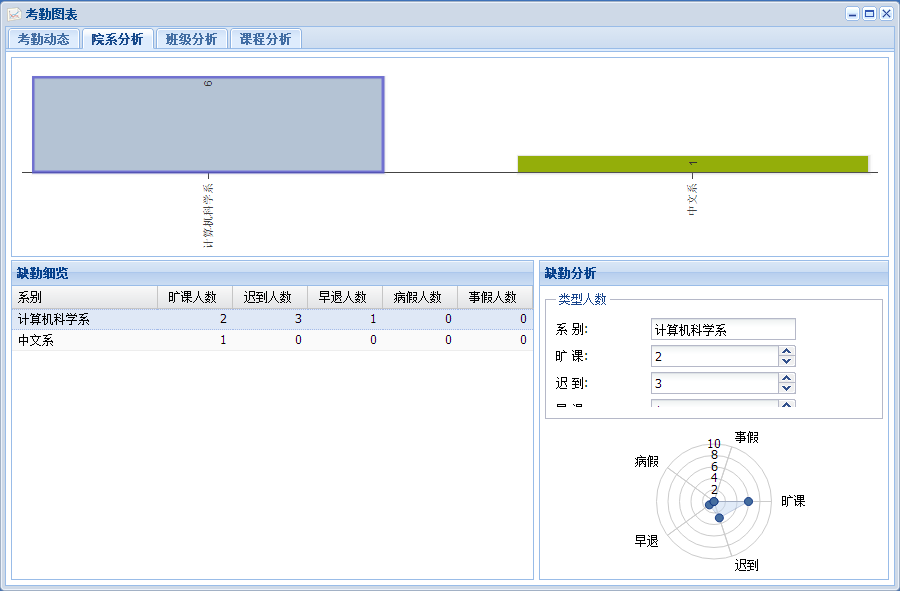 考勤图表
考勤动态 院系分析 班级分析 课程分析
6
1
计算机科学系
中文系
缺勤细览
系别 旷课人数 迟到人数 早退人数 病假人数 事假人数
计算机科学系 2 3 1 0 0
中文系 1 0 0 0 0
缺勤分析
类型人数
系 别: 计算机科学系
旷 课: 2
迟 到: 3
事假
病假
10
8
6
4
2
旷课
早退
迟到